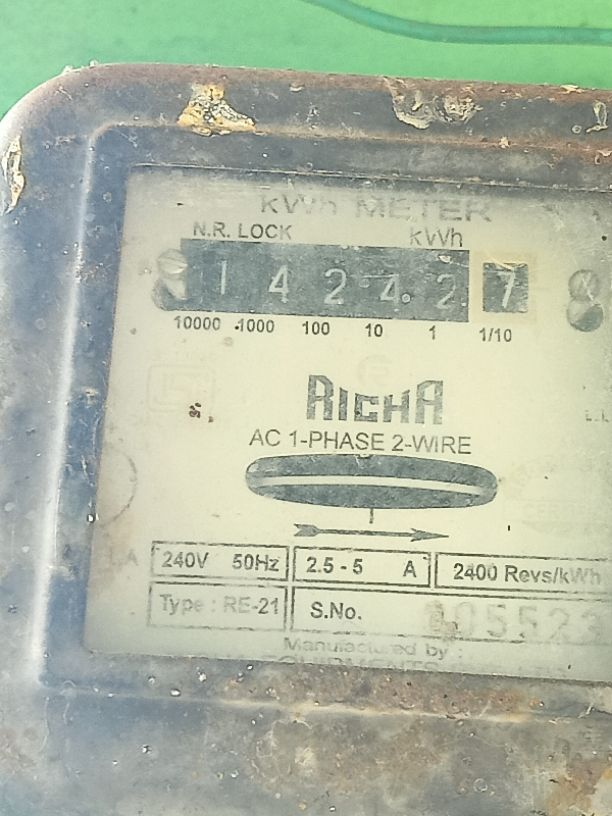 kWh METER
N.R. LOCK kWh
1 4 2 4 2 7
10000 1000 100 10 1 1/10
RICHA
AC 1-PHASE 2-WIRE
240V 50Hz 2.5 - 5 A 2400 Revs/kWh
Type : RE-21 S.No. 05523
Manufactured by :